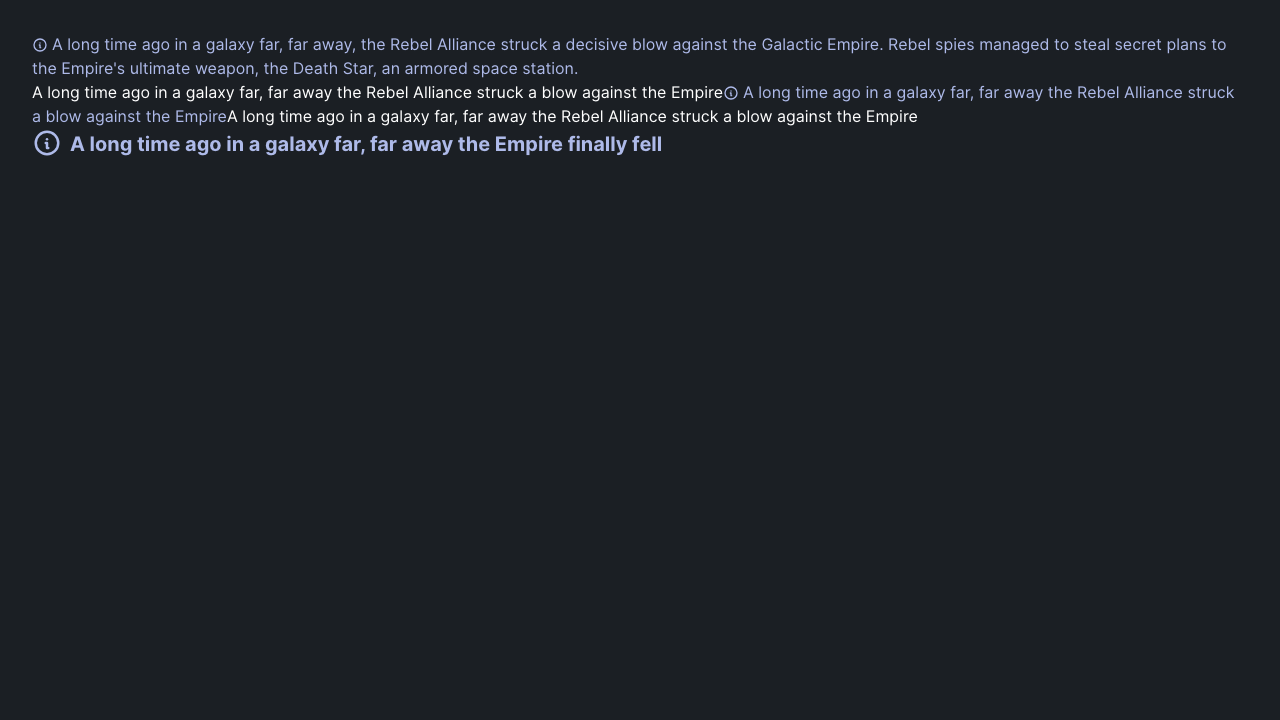 A long time ago in a galaxy far, far away, the Rebel Alliance struck a decisive blow against the Galactic Empire. Rebel spies managed to steal secret plans to
the Empire's ultimate weapon, the Death Star, an armored space station.
A long time ago in a galaxy far, far away the Rebel Alliance struck a blow against the Empire A long time ago in a galaxy far, far away the Rebel Alliance struck
a blow against the EmpireA long time ago in a galaxy far, far away the Rebel Alliance struck a blow against the Empire
A long time ago in a galaxy far, far away the Empire finally fell